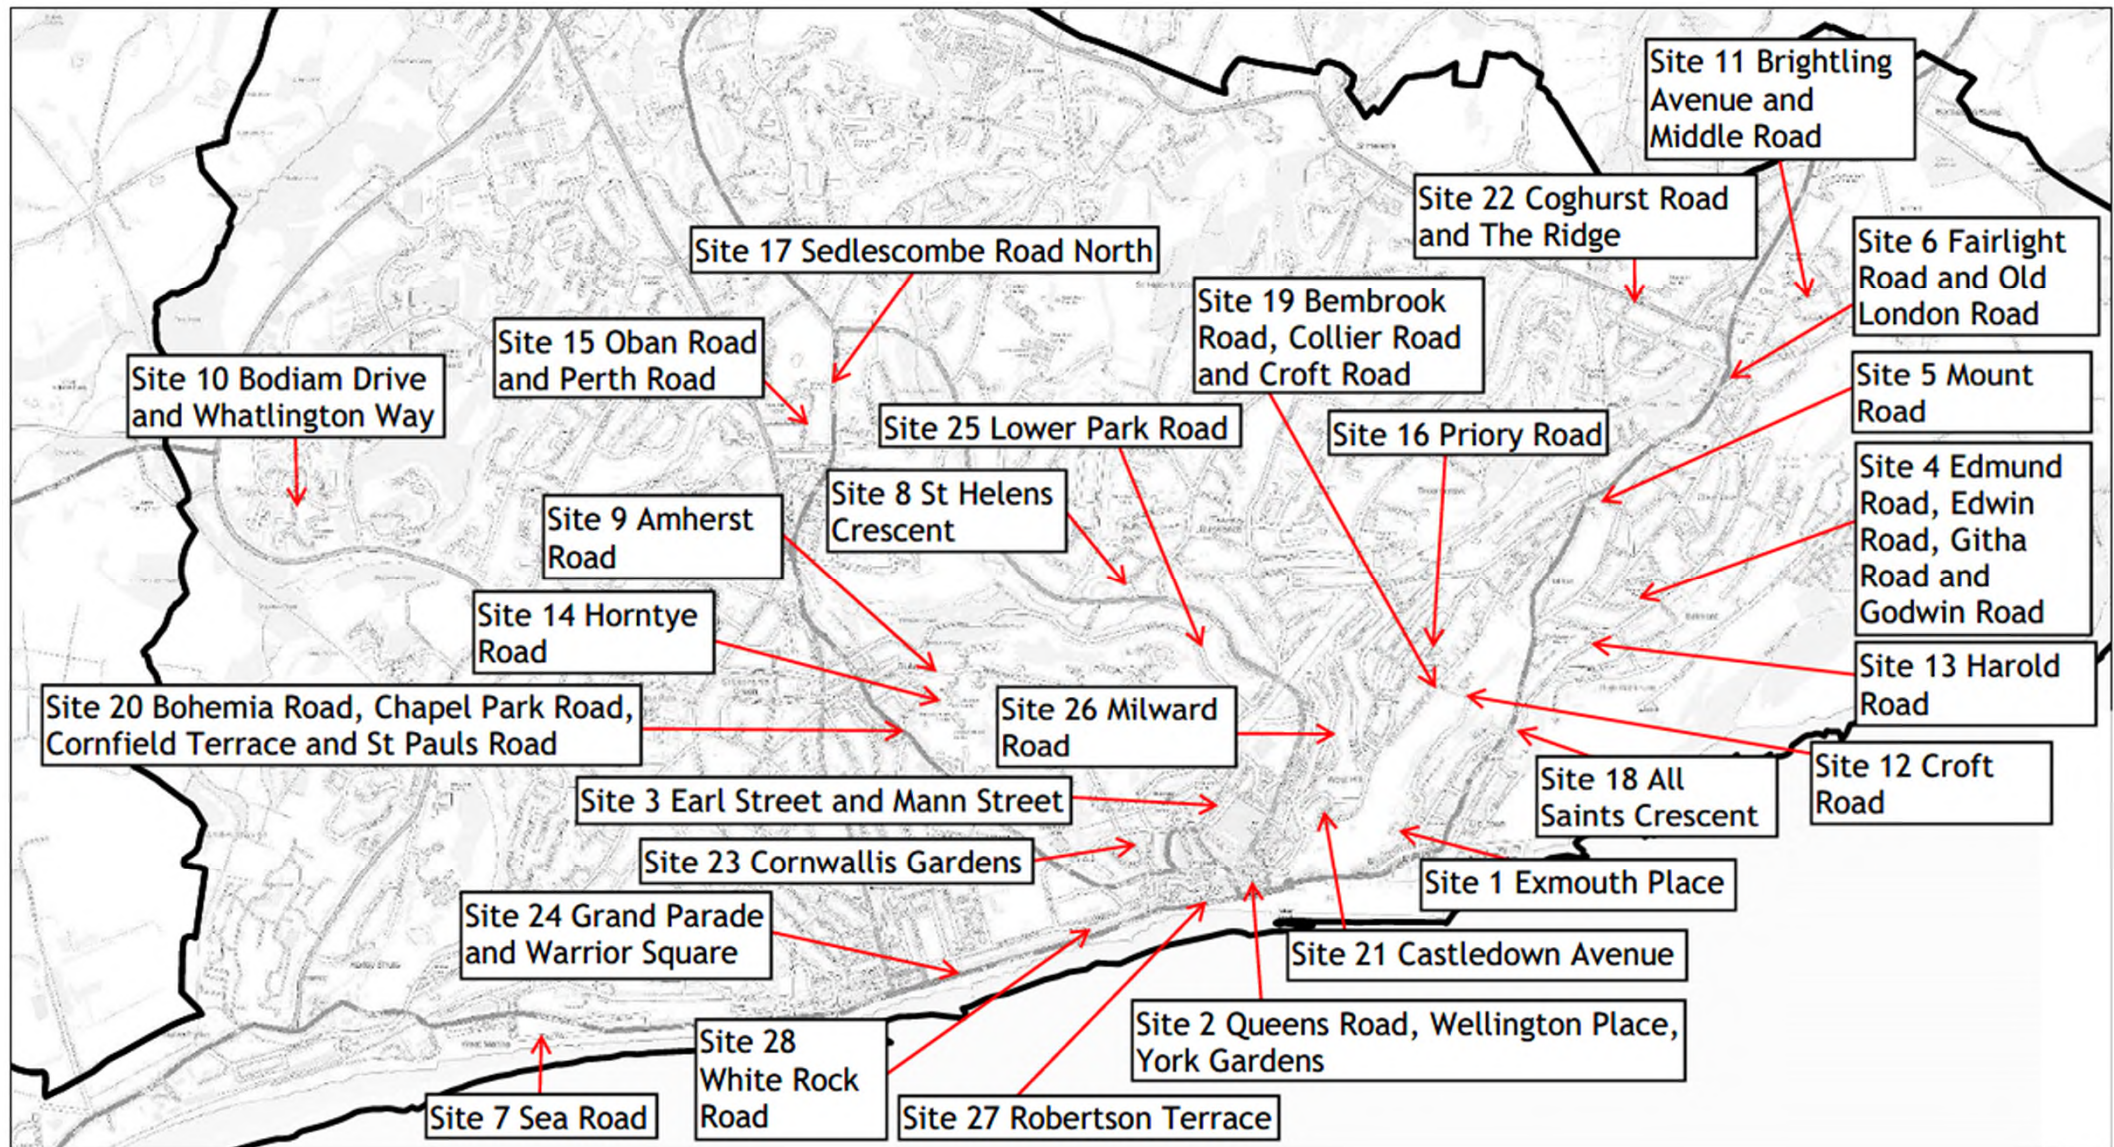 Site 11 Brightling
Avenue and
Middle Road
Site 22 Coghurst Road
and The Ridge
Site 17 Sedlescombe Road North
Site 6 Fairlight
Road and Old
London Road
Site 19 Bembrook
Road, Collier Road
and Croft Road
Site 15 Oban Road
and Perth Road
Site 10 Bodiam Drive
and Whatlington Way
Site 5 Mount
Road
Site 25 Lower Park Road
Site 16 Priory Road
Site 4 Edmund
Road, Edwin
Road, Githa
Road and
Godwin Road
Site 8 St Helens
Crescent
Site 9 Amherst
Road
Site 14 Horntye
Road
Site 13 Harold
Road
Site 20 Bohemia Road, Chapel Park Road,
Cornfield Terrace and St Pauls Road
Site 26 Milward
Road
Site 12 Croft
Road
Site 18 All
Saints Crescent
Site 3 Earl Street and Mann Street
Site 23 Cornwallis Gardens
Site 1 Exmouth Place
Site 24 Grand Parade
and Warrior Square
Site 21 Castledown Avenue
Site 2 Queens Road, Wellington Place,
York Gardens
Site 28
White Rock
Road
Site 7 Sea Road
Site 27 Robertson Terrace